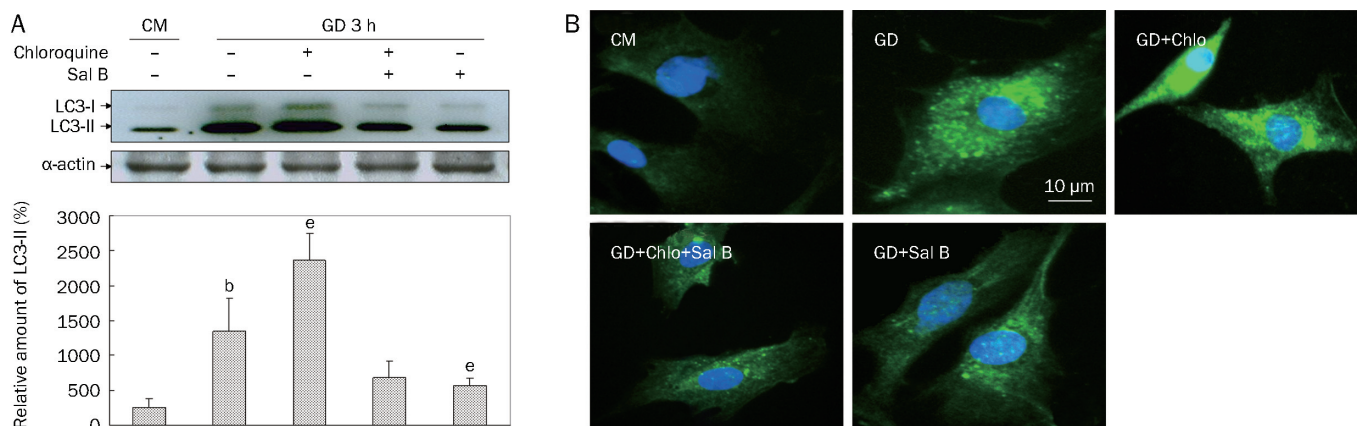 A
CM GD 3 h
Chloroquine – – + + –
Sal B – – – + +
LC3-I
LC3-II
α-actin
Relative amount of LC3-II (%)
3000
2500
2000
1500
1000
500
0
b
e
e
B
CM
GD
10 μm
GD+Chlo
GD+Chlo+Sal B
GD+Sal B